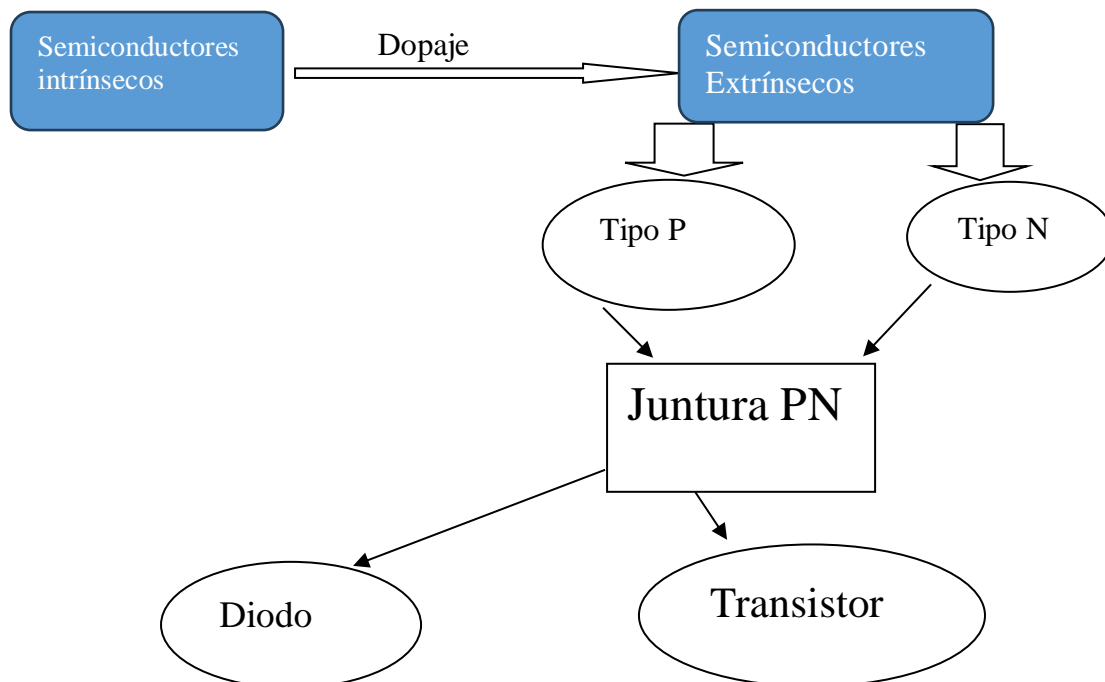 Semiconductores
intrínsecos
Dopaje
Semiconductores
Extrínsecos
Tipo P
Tipo N
Juntura PN
Diodo
Transistor